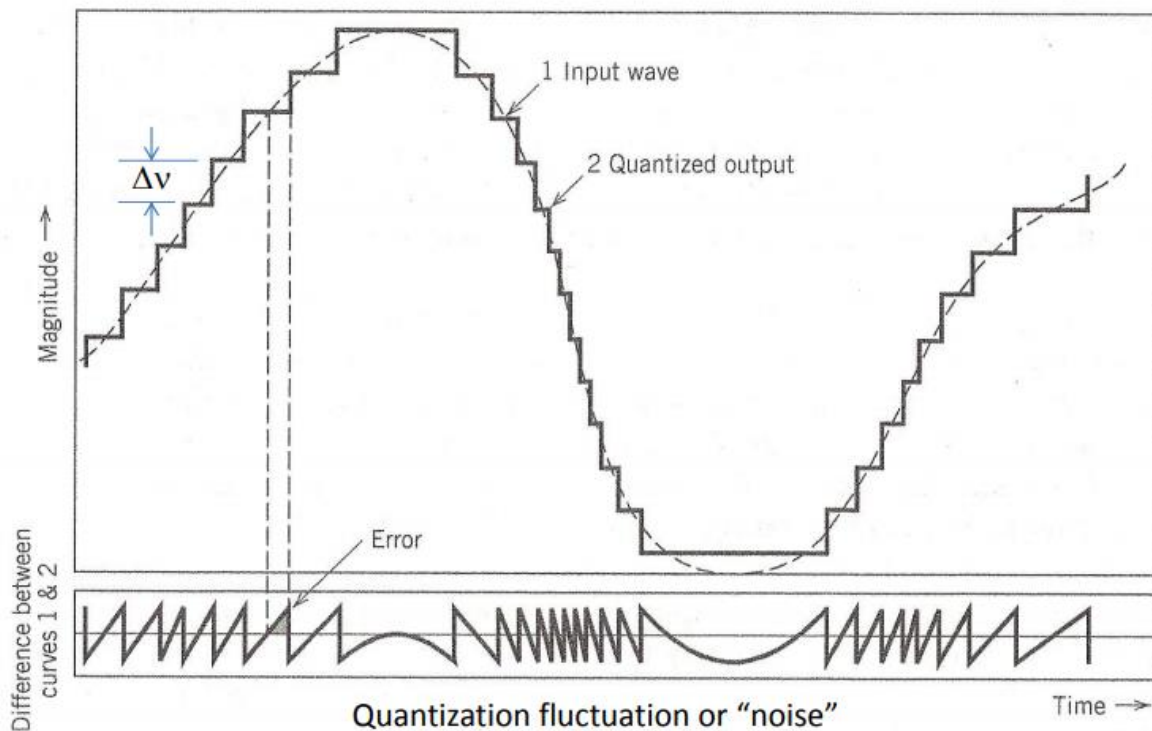 1 Input wave
2 Quantized output
Δν
Magnitude →
Error
Difference between
curves 1 & 2
Time →
Quantization fluctuation or “noise”